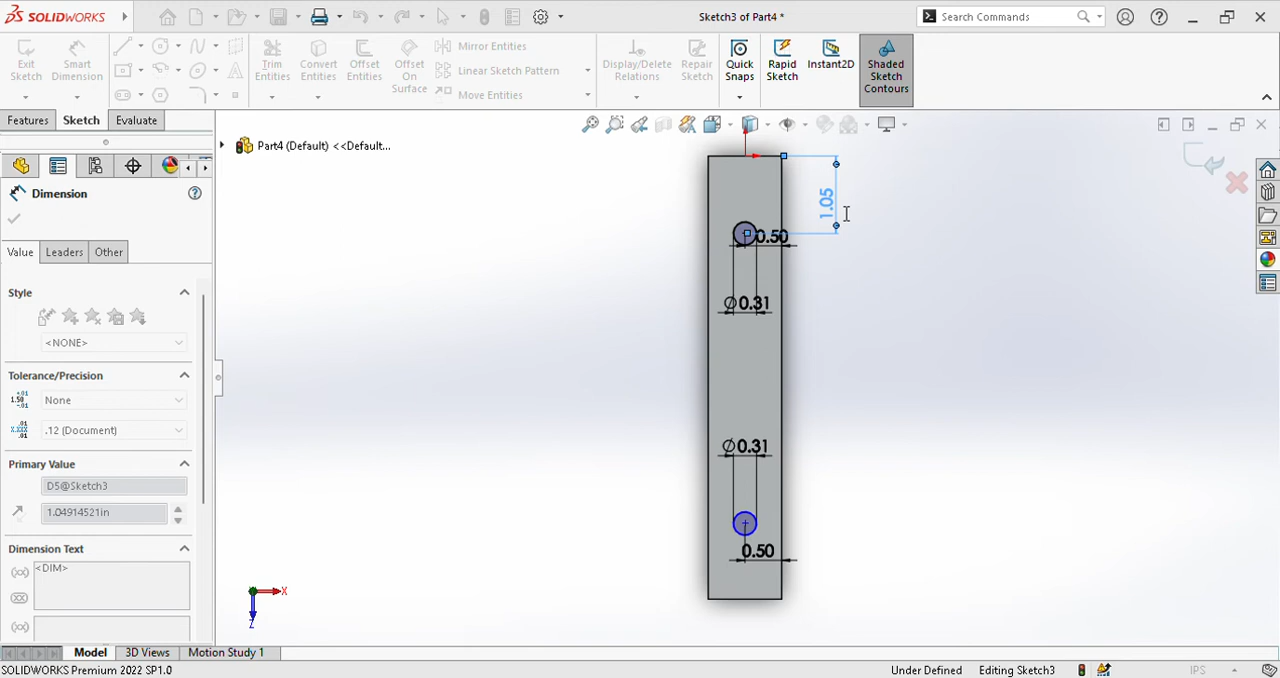 SOLIDWORKS
Sketch3 of Part4 *
Search Commands
Exit Sketch
Smart Dimension
Trim Entities
Convert Entities
Offset Entities
Offset On Surface
Mirror Entities
Linear Sketch Pattern
Move Entities
Display/Delete Relations
Repair Sketch
Quick Snaps
Rapid Sketch
Instant2D
Shaded Sketch Contours
Features
Sketch
Evaluate
Part4 (Default) <<Default...
Dimension
Value
Leaders
Other
Style
<NONE>
Tolerance/Precision
None
.12 (Document)
Primary Value
D5@Sketch3
1.04914521in
Dimension Text
<DIM>
1.05
0.50
∅0.31
∅0.31
0.50
X
Z
Model
3D Views
Motion Study 1
SOLIDWORKS Premium 2022 SP1.0
Under Defined
Editing Sketch3
IPS